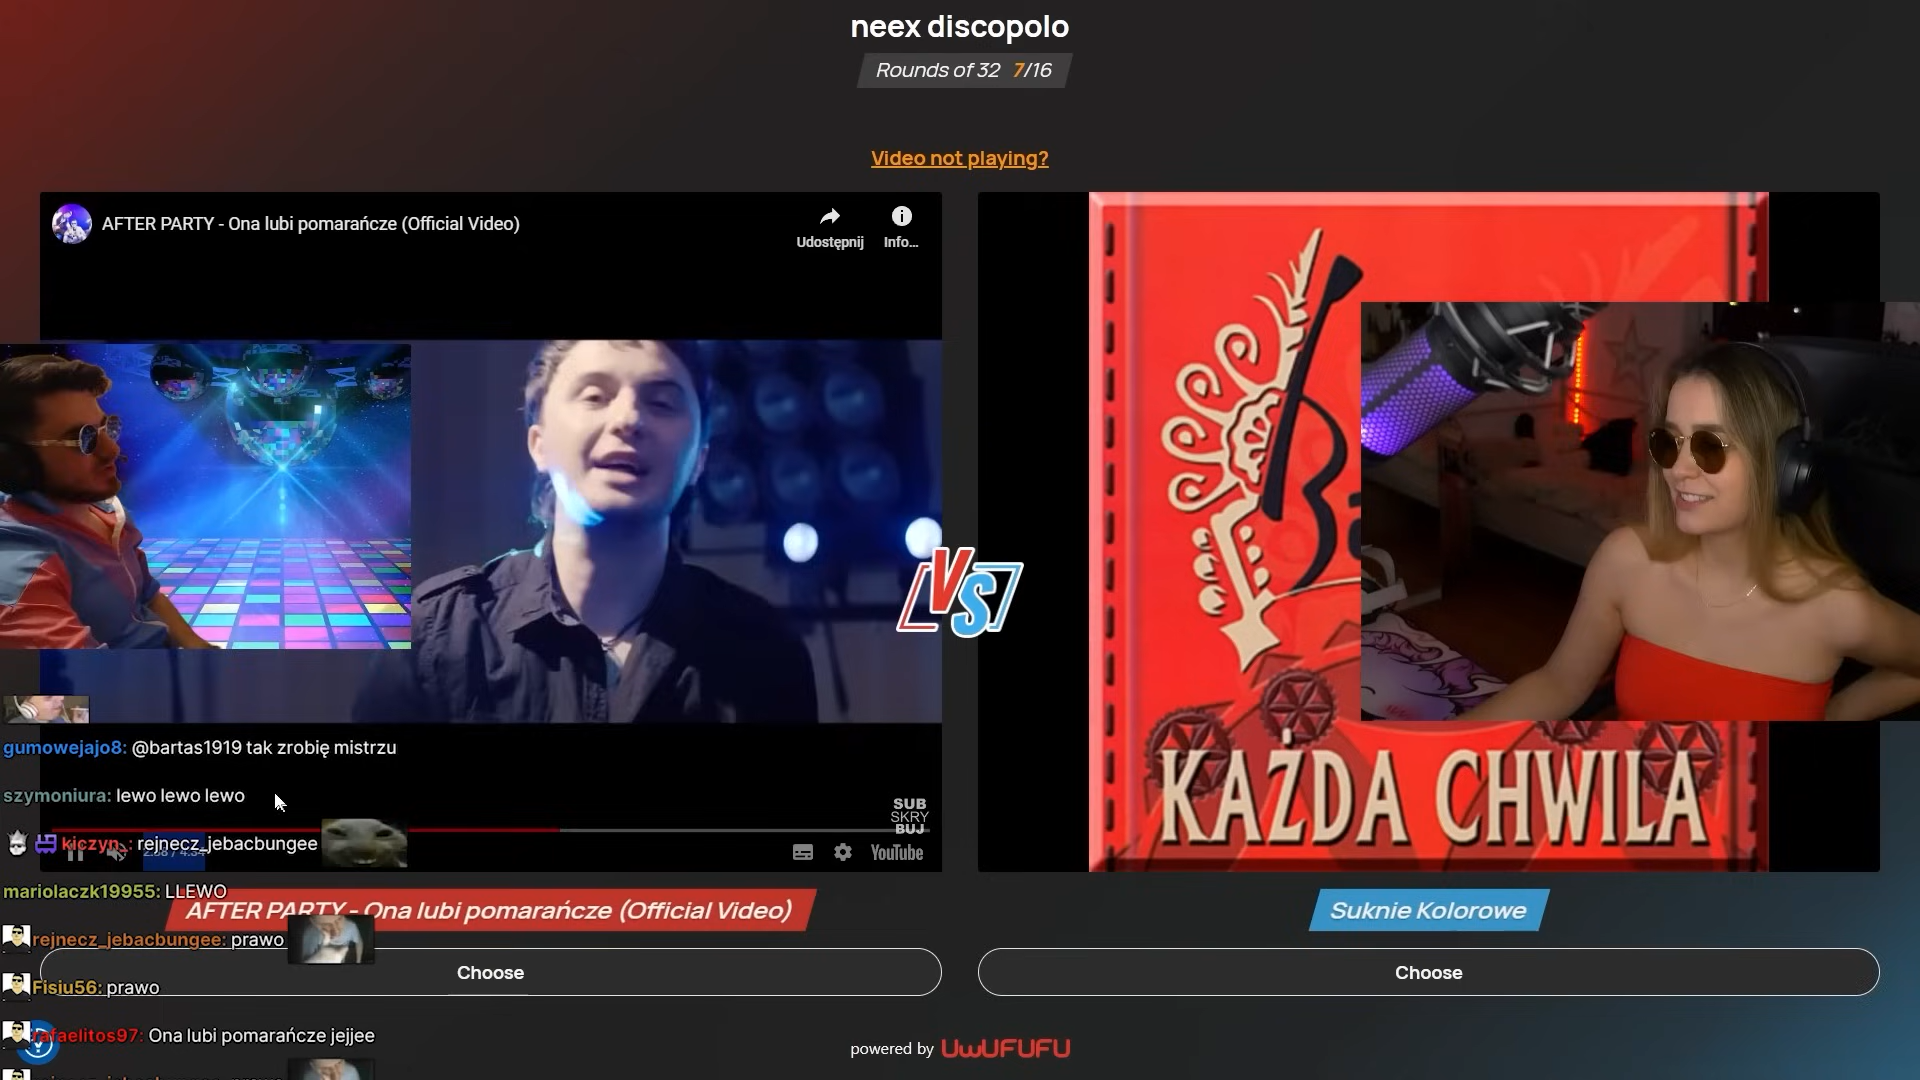 neex discopolo
Rounds of 32 7/16
Video not playing?
AFTER PARTY - Ona lubi pomarańcze (Official Video)
Udostępnij
Info...
VS
KAŻDA CHWILA
gumowejajo8: @bartas1919 tak zrobię mistrzu
szymoniura: lewo lewo lewo
SUB
SKRY
BUJ
kiczyn_: rejnecz_jebacbungee
YouTube
mariolaczk19955: LLEWO
AFTER PARTY - Ona lubi pomarańcze (Official Video)
Suknie Kolorowe
rejnecz_jebacbungee: prawo
Choose
Choose
Fisiu56: prawo
rafaelitos97: Ona lubi pomarańcze jejjee
powered by UwUFUFU